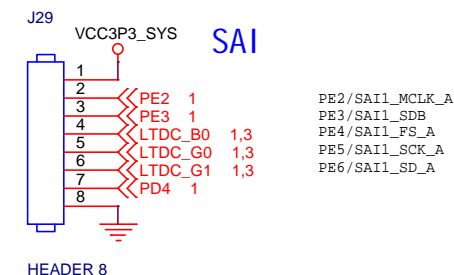 J29
VCC3P3_SYS
SAI
1
2 PE2 1 PE2/SAI1_MCLK_A
3 PE3 1 PE3/SAI1_SDB
4 LTDC_B0 1,3 PE4/SAI1_FS_A
5 LTDC_G0 1,3 PE5/SAI1_SCK_A
6 LTDC_G1 1,3 PE6/SAI1_SD_A
7 PD4 1
8
HEADER 8